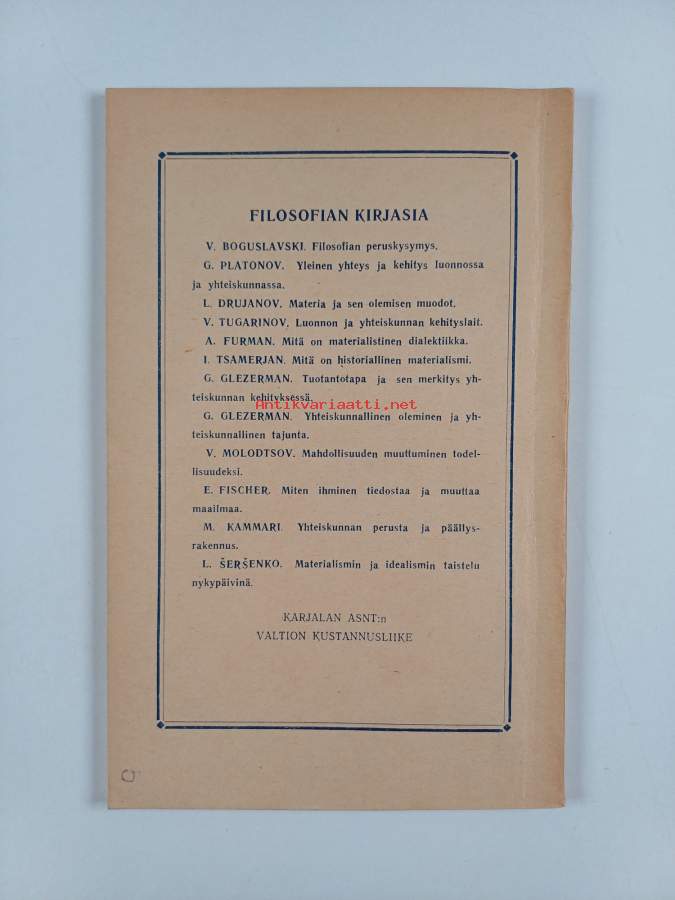 FILOSOFIAN KIRJASIA
V. BOGUSLAVSKI. Filosofian peruskysymys.
G. PLATONOV. Yleinen yhteys ja kehitys luonnossa
ja yhteiskunnassa.
L. DRUJANOV. Materia ja sen olemisen muodot.
V. TUGARINOV. Luonnon ja yhteiskunnan kehityslait.
A. FURMAN. Mitä on materialistinen dialektiikka.
I. TSAMERJAN. Mitä on historiallinen materialismi.
G. GLEZERMAN. Tuotantotapa ja sen merkitys yh-
teiskunnan kehityksessä.
Antikvariaatti.net
G. GLEZERMAN. Yhteiskunnallinen oleminen ja yh-
teiskunnallinen tajunta.
V. MOLODTSOV. Mahdollisuuden muuttuminen todel-
lisuudeksi.
E. FISCHER. Miten ihminen tiedostaa ja muuttaa
maailmaa.
M. KAMMARI. Yhteiskunnan perusta ja päällys-
rakennus.
L. ŠERŠENKO. Materialismin ja idealismin taistelu
nykypäivinä.
KARJALAN ASNT:n
VALTION KUSTANNUSLIIKE